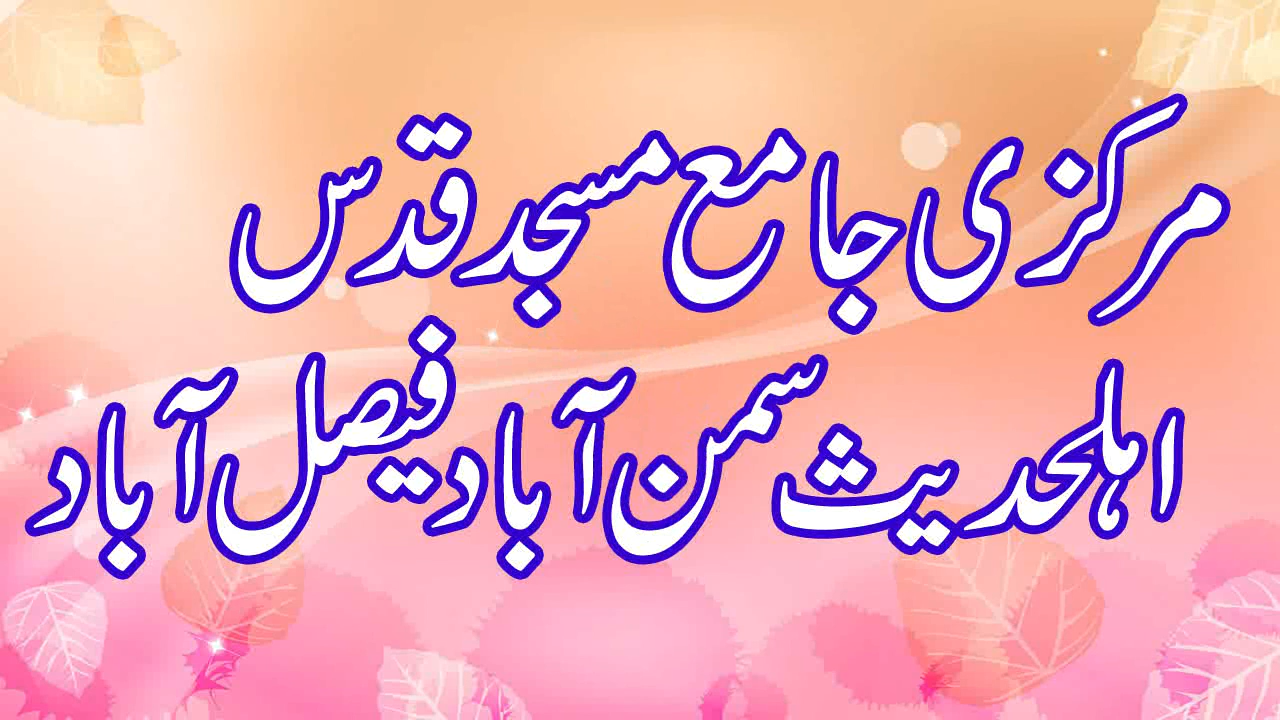 مرکزی جامع مسجد قدس
اہلحدیث سمن آباد فیصل آباد